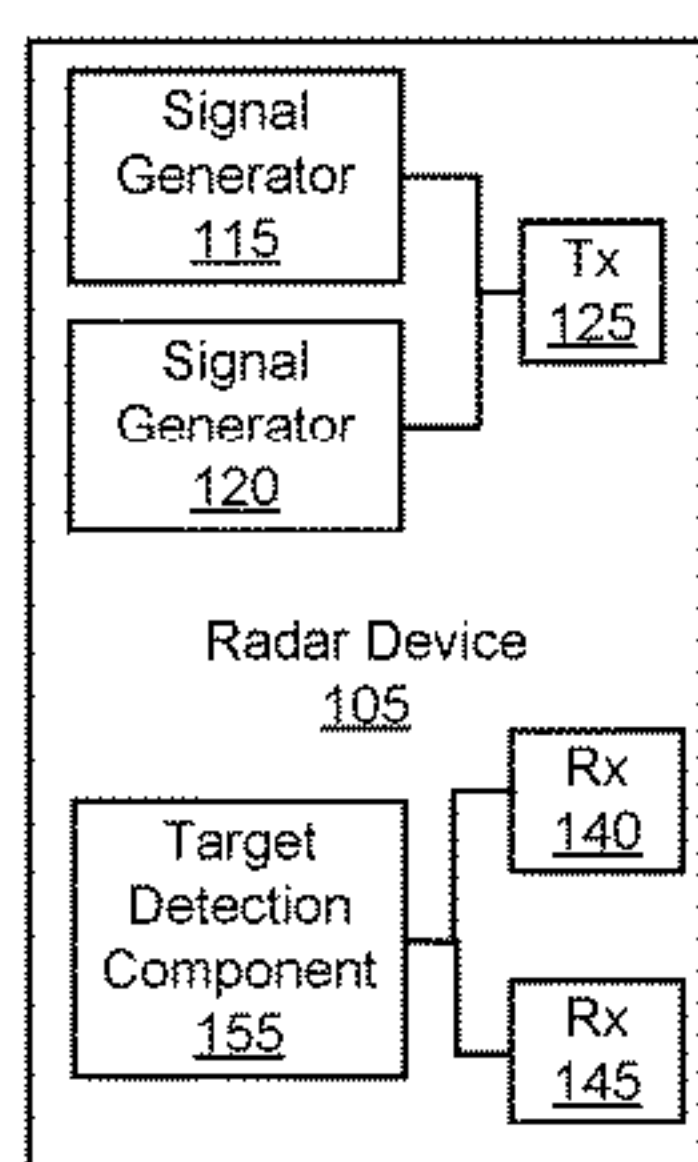 Signal
Generator
115
Tx
125
Signal
Generator
120
Radar Device
105
Rx
140
Target
Detection
Component
155
Rx
145